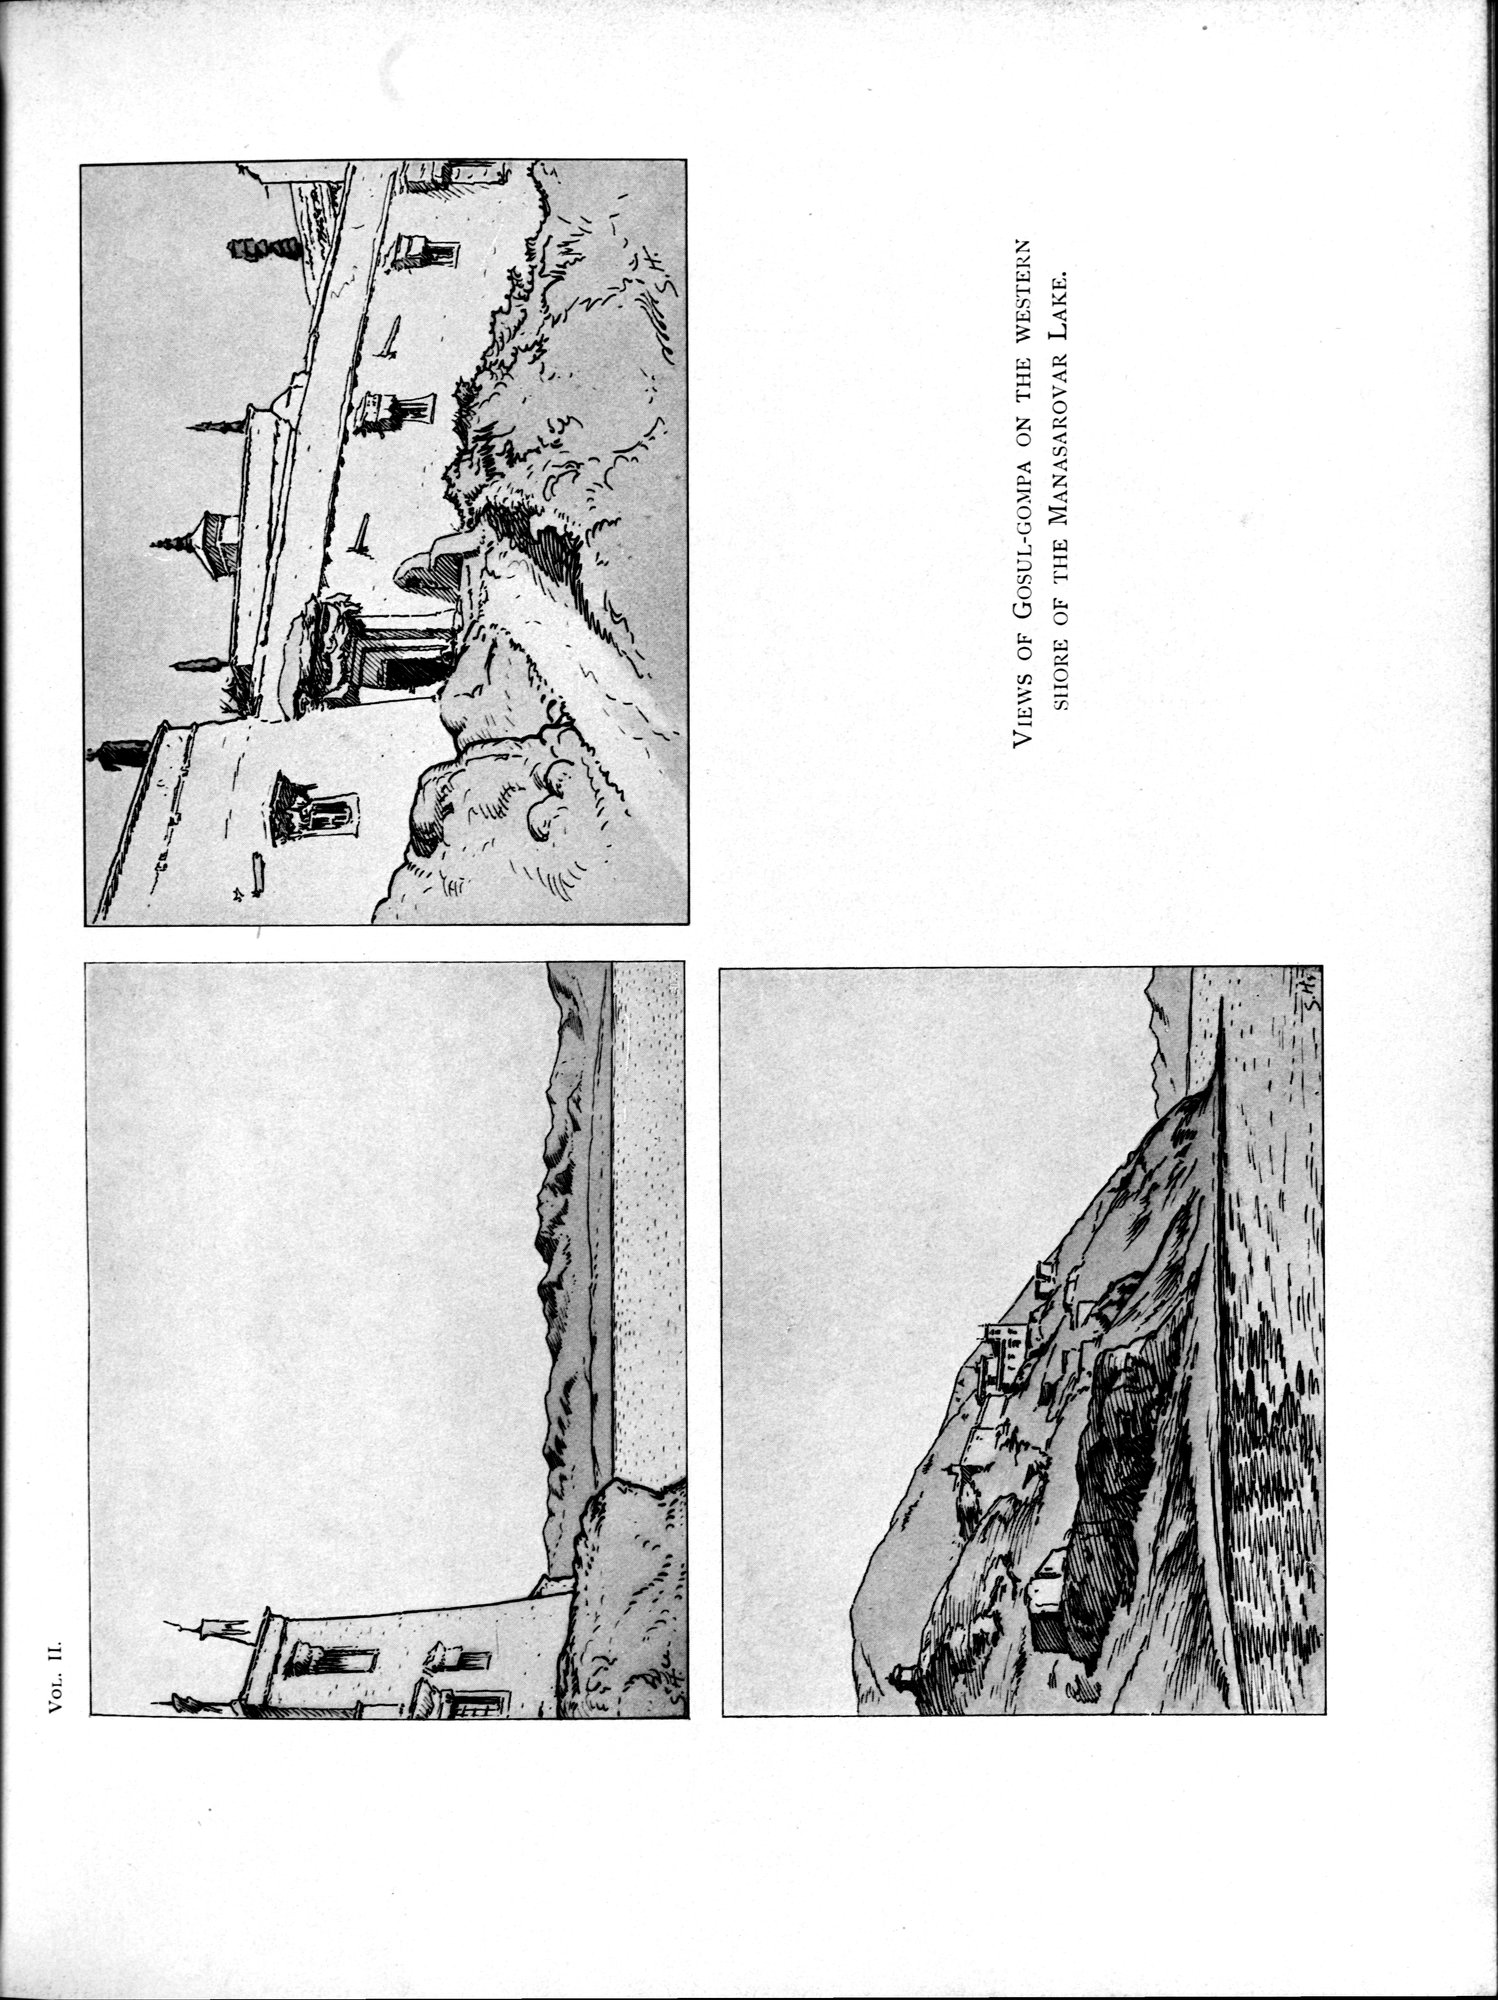 VOL. II.
S. H.
S. H.
VIEWS OF GOSUL-GOMPA ON THE WESTERN
SHORE OF THE MANASAROVAR LAKE.